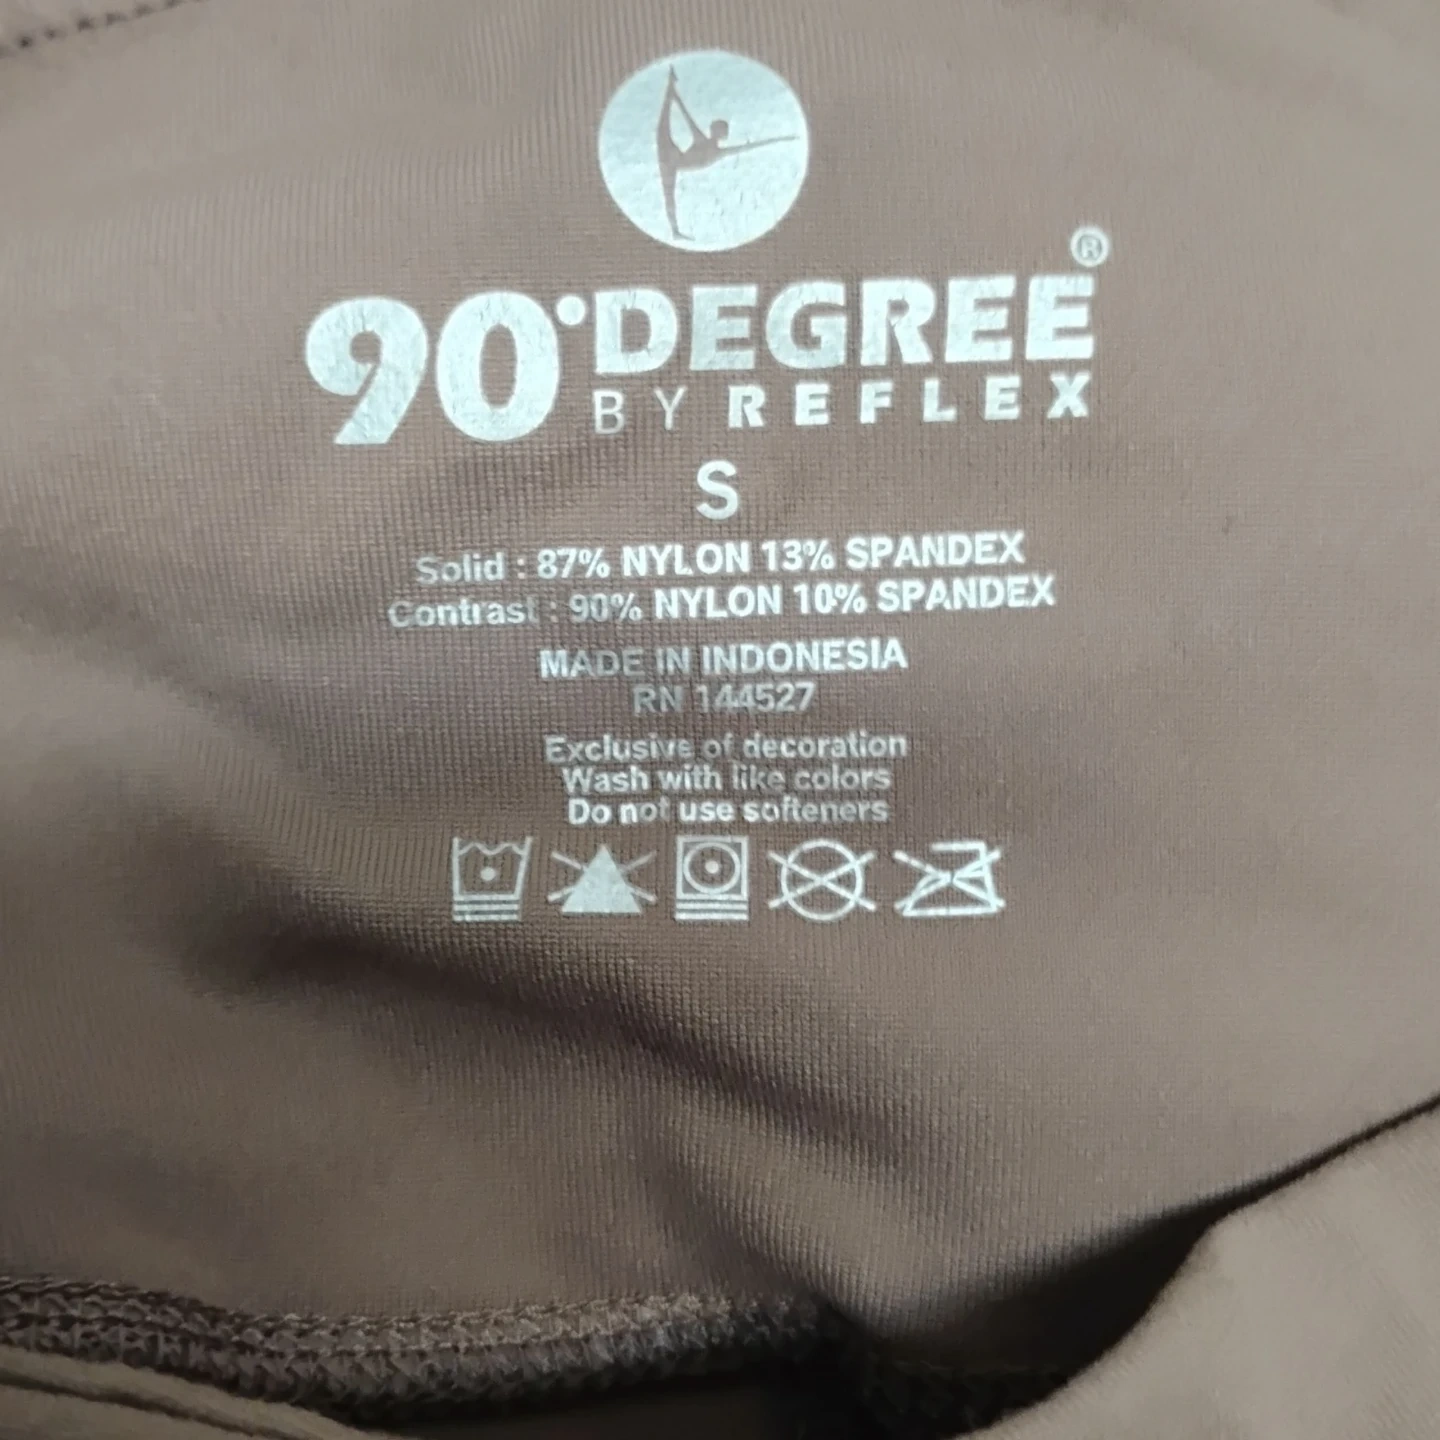 90°DEGREE®
BY REFLEX
S
Solid : 87% NYLON 13% SPANDEX
Contrast : 90% NYLON 10% SPANDEX
MADE IN INDONESIA
RN 144527
Exclusive of decoration
Wash with like colors
Do not use softeners